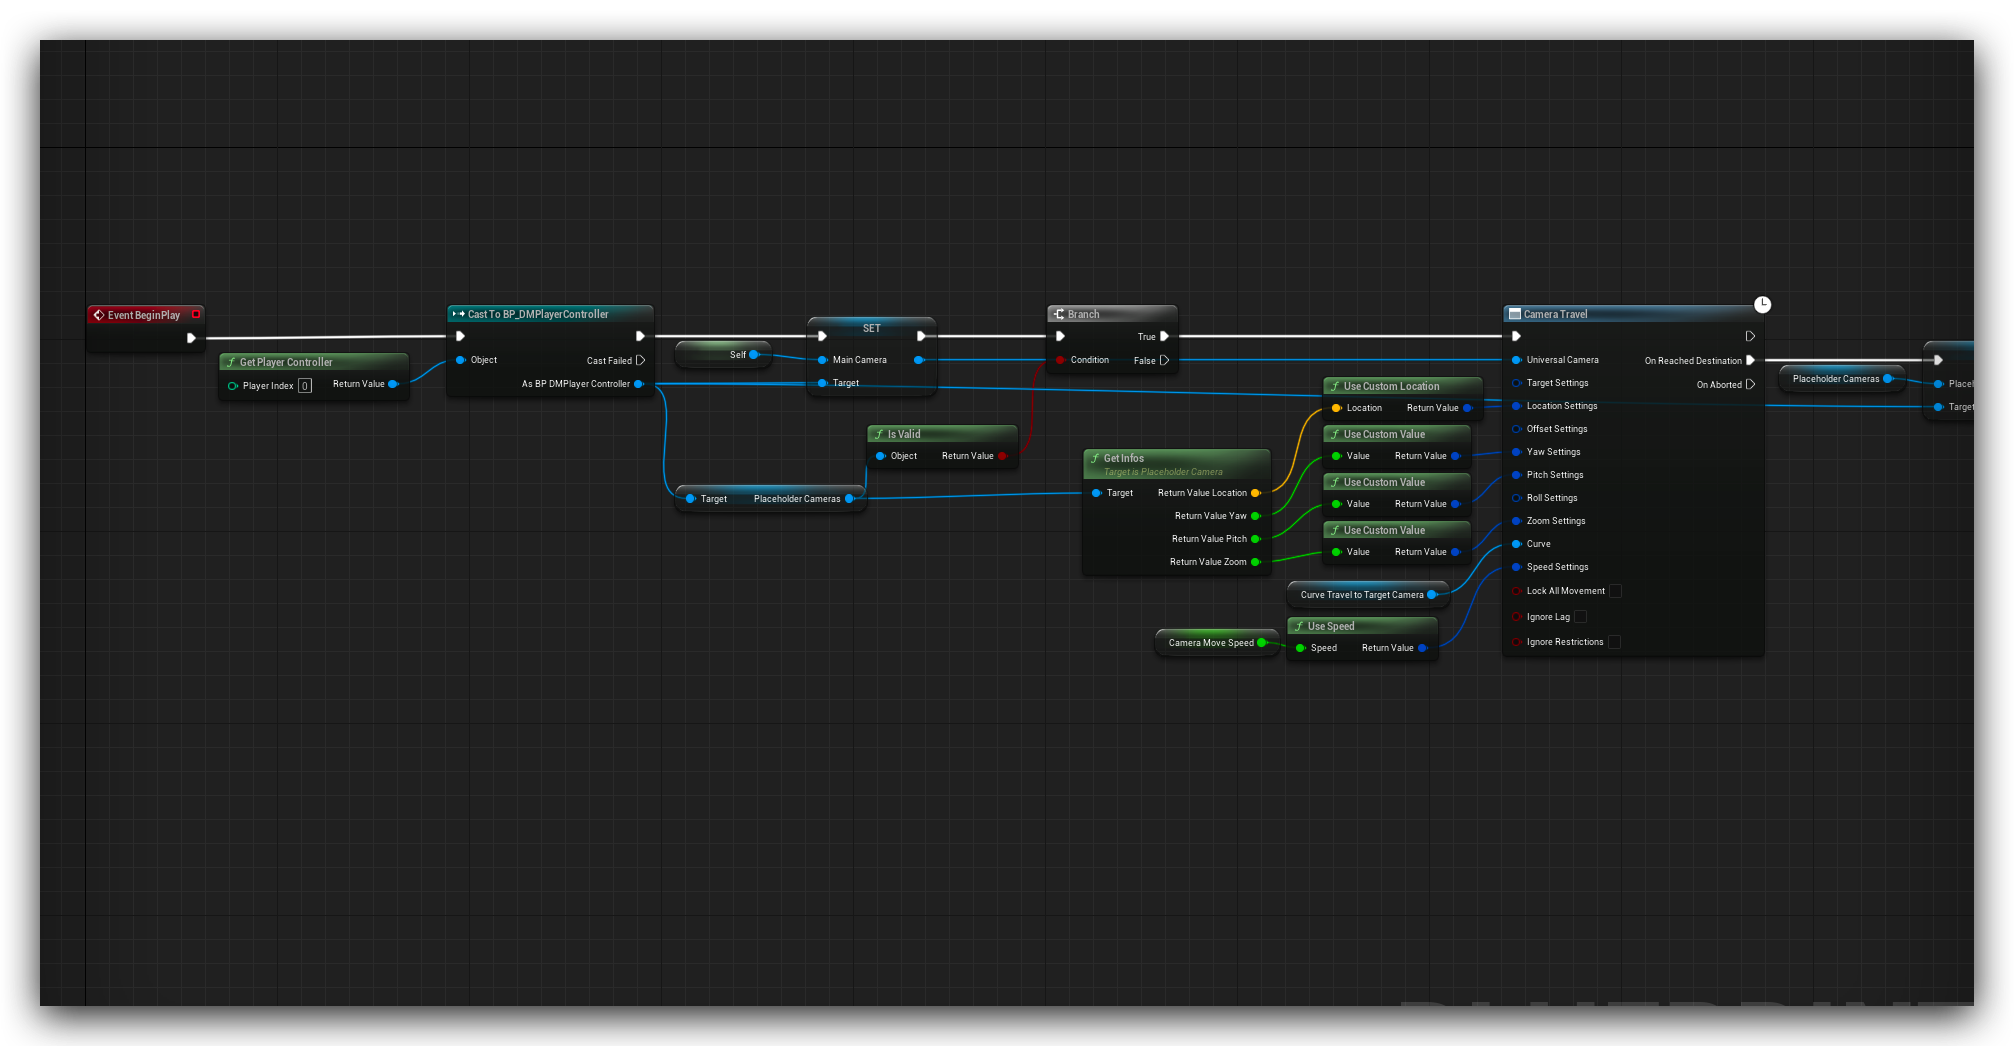 Event BeginPlay
Get Player Controller
Player Index 0 Return Value
Cast To BP_DMPlayerController
Object Cast Failed
As BP DMPlayer Controller
Self
SET
Main Camera
Target
Target Placeholder Cameras
Is Valid
Object Return Value
Branch
True
Condition False
Get Infos
Target is Placeholder Camera
Target Return Value Location
Return Value Yaw
Return Value Pitch
Return Value Zoom
Use Custom Location
Location Return Value
Use Custom Value
Value Return Value
Use Custom Value
Value Return Value
Use Custom Value
Value Return Value
Curve Travel to Target Camera
Camera Move Speed
Use Speed
Speed Return Value
Camera Travel
Universal Camera On Reached Destination
Target Settings On Aborted
Location Settings
Offset Settings
Yaw Settings
Pitch Settings
Roll Settings
Zoom Settings
Curve
Speed Settings
Lock All Movement
Ignore Lag
Ignore Restrictions
Placeholder Cameras
Target